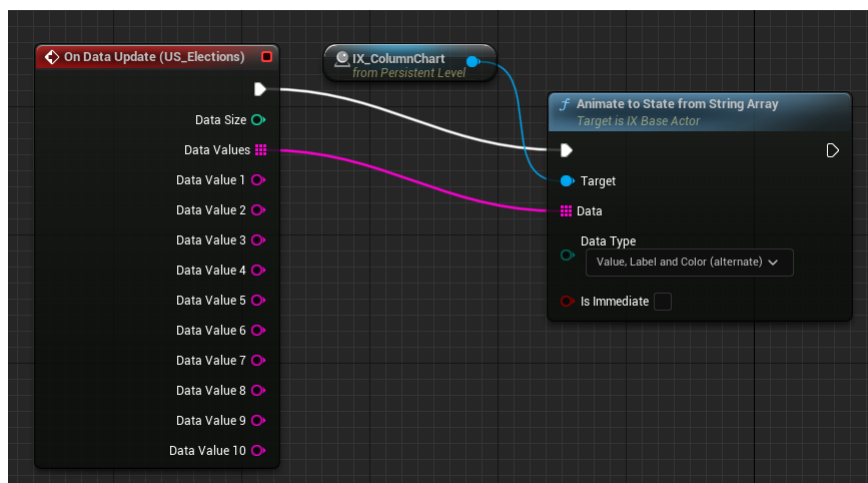 On Data Update (US_Elections)
Data Size
Data Values
Data Value 1
Data Value 2
Data Value 3
Data Value 4
Data Value 5
Data Value 6
Data Value 7
Data Value 8
Data Value 9
Data Value 10
IX_ColumnChart
from Persistent Level
f Animate to State from String Array
Target is IX Base Actor
Target
Data
Data Type
Value, Label and Color (alternate)
Is Immediate